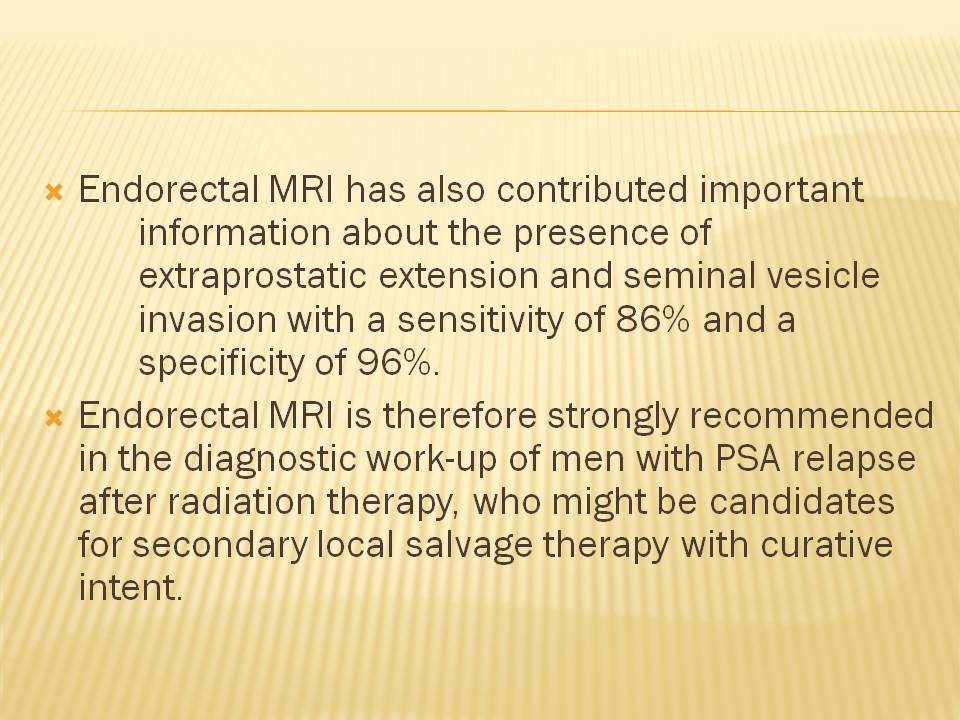 Endorectal MRI has also contributed important
information about the presence of
extraprostatic extension and seminal vesicle
invasion with a sensitivity of 86% and a
specificity of 96%.
Endorectal MRI is therefore strongly recommended
in the diagnostic work-up of men with PSA relapse
after radiation therapy, who might be candidates
for secondary local salvage therapy with curative
intent.